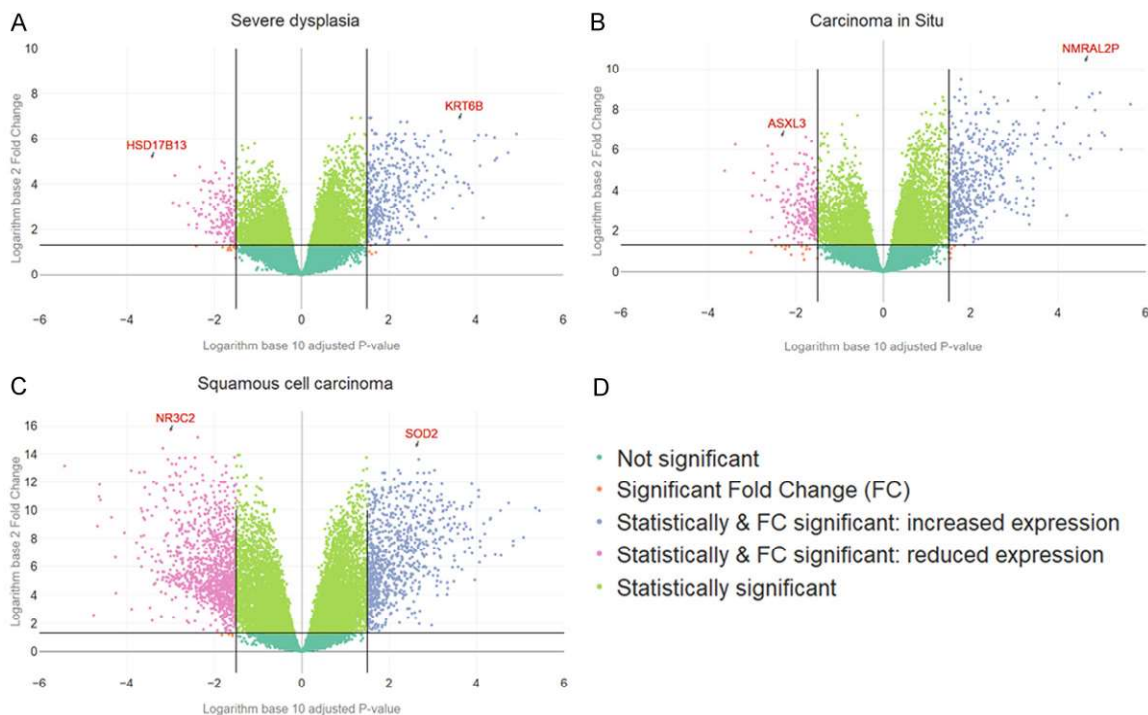 A
Severe dysplasia
10
8
6
4
2
0
Logarithm base 2 Fold Change
HSD17B13
KRT6B
−6
−4
−2
0
2
4
6
Logarithm base 10 adjusted P-value
B
Carcinoma in Situ
10
8
6
4
2
0
Logarithm base 2 Fold Change
NMRAL2P
ASXL3
−6
−4
−2
0
2
4
6
Logarithm base 10 adjusted P-value
C
Squamous cell carcinoma
16
14
12
10
8
6
4
2
0
Logarithm base 2 Fold Change
NR3C2
SOD2
−6
−4
−2
0
2
4
6
Logarithm base 10 adjusted P-value
D
Not significant
Significant Fold Change (FC)
Statistically & FC significant: increased expression
Statistically & FC significant: reduced expression
Statistically significant